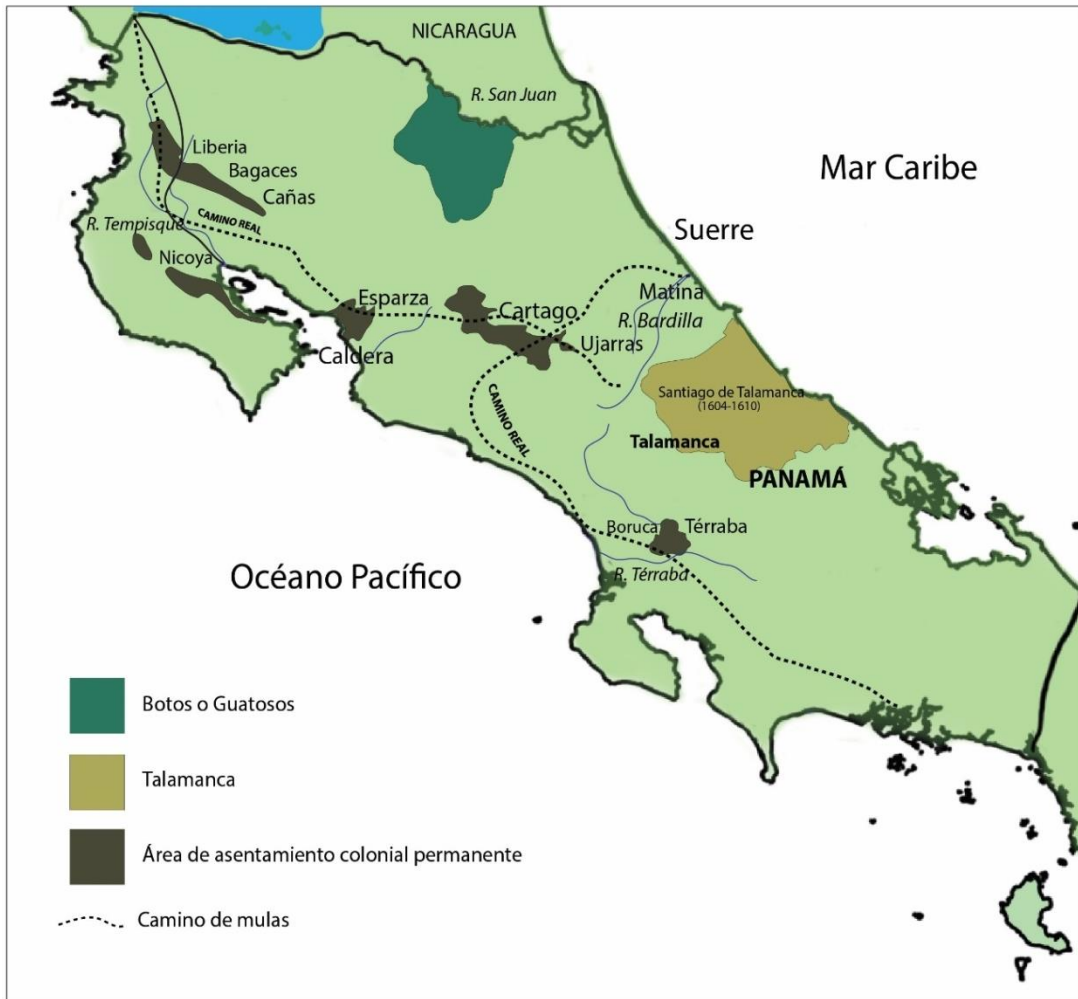 NICARAGUA
R. San Juan
Mar Caribe
Liberia
Bagaces
Cañas
CAMINO REAL
R. Tempisque
Nicoya
Suerre
Matina
R. Bardilla
Esparza
Cartago
Ujarras
Caldera
Santiago de Talamanca
(1604-1610)
CAMINO REAL
Talamanca
PANAMÁ
Boruca
Térraba
R. Térraba
Océano Pacífico
Botos o Guatosos
Talamanca
Área de asentamiento colonial permanente
Camino de mulas